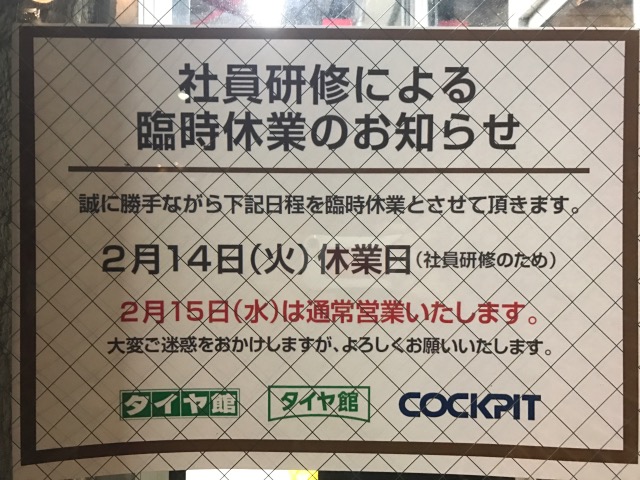 社員研修による
臨時休業のお知らせ
誠に勝手ながら下記日程を臨時休業とさせて頂きます。
2月14日(火)休業日(社員研修のため)
2月15日(水)は通常営業いたします。
大変ご迷惑をおかけしますが、よろしくお願いいたします。
タイヤ館 タイヤ館 COCKPIT